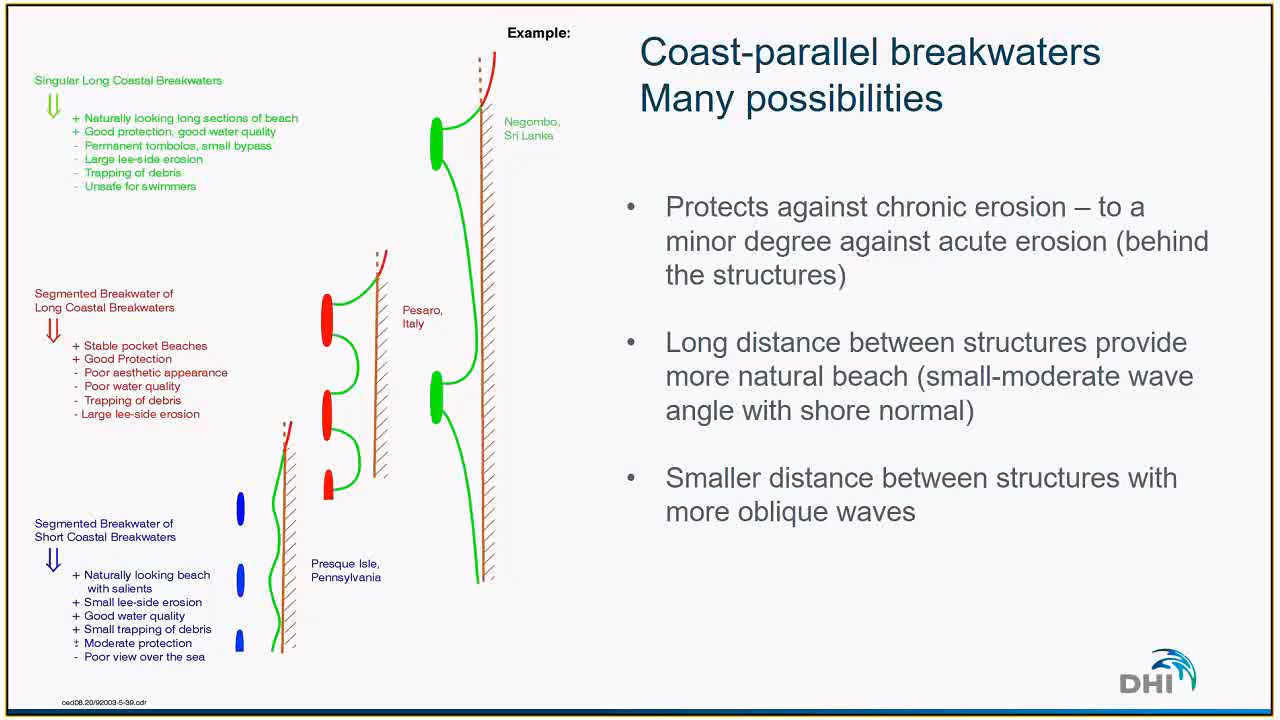 Example:
Coast-parallel breakwaters
Many possibilities
Singular Long Coastal Breakwaters
+ Naturally looking long sections of beach
+ Good protection, good water quality
- Permanent tombolos, small bypass
- Large lee-side erosion
- Trapping of debris
- Unsafe for swimmers
Negombo,
Sri Lanka
Segmented Breakwater of
Long Coastal Breakwaters
+ Stable pocket Beaches
+ Good Protection
- Poor aesthetic appearance
- Poor water quality
- Trapping of debris
- Large lee-side erosion
Pesaro,
Italy
Segmented Breakwater of
Short Coastal Breakwaters
+ Naturally looking beach
with salients
+ Small lee-side erosion
+ Good water quality
+ Small trapping of debris
± Moderate protection
- Poor view over the sea
Presque Isle,
Pennsylvania
• Protects against chronic erosion – to a
minor degree against acute erosion (behind
the structures)
• Long distance between structures provide
more natural beach (small-moderate wave
angle with shore normal)
• Smaller distance between structures with
more oblique waves
ced08.20/92003-5-39.cdr
DHI